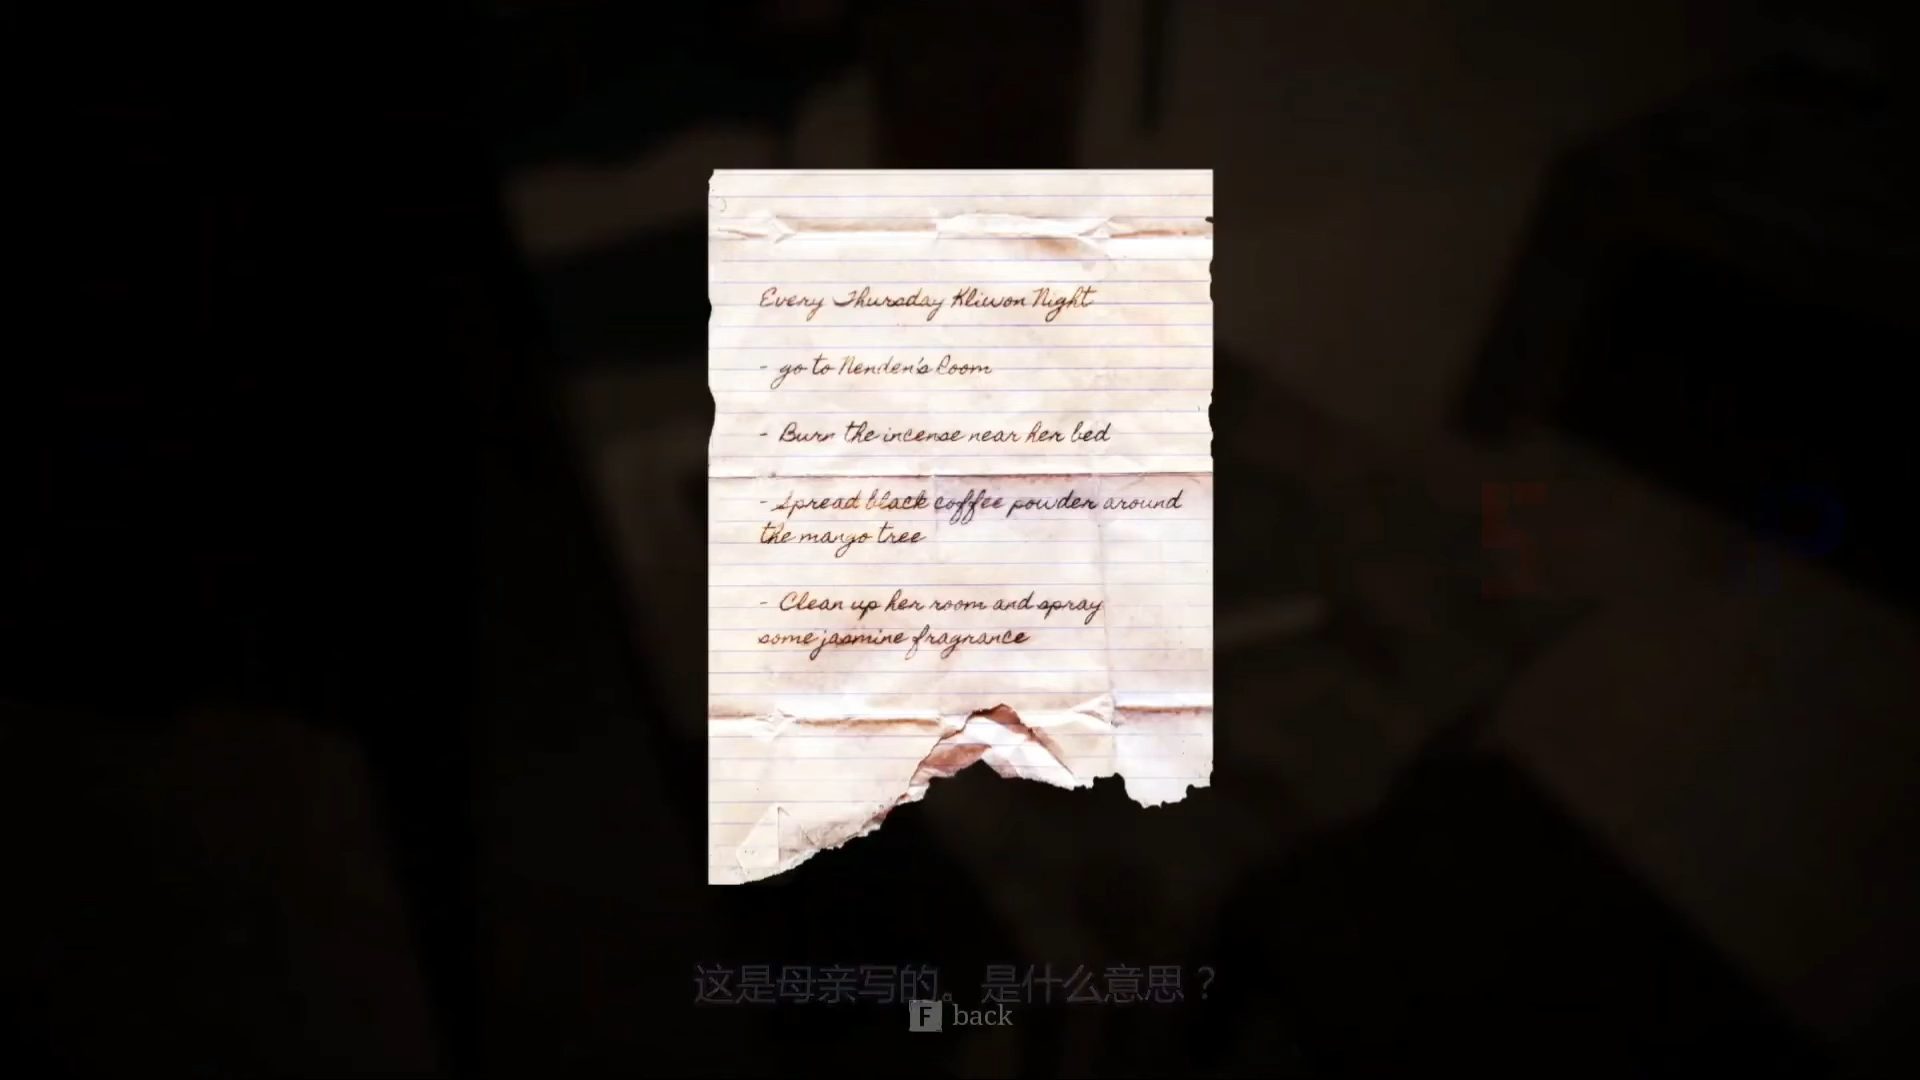 Every Thursday Kliwon Night
- go to Nenden's Room
- Burn the incense near her bed
- Spread black coffee powder around
the mango tree
- Clean up her room and spray
some jasmine fragrance
这是母亲写的。是什么意思？
F back